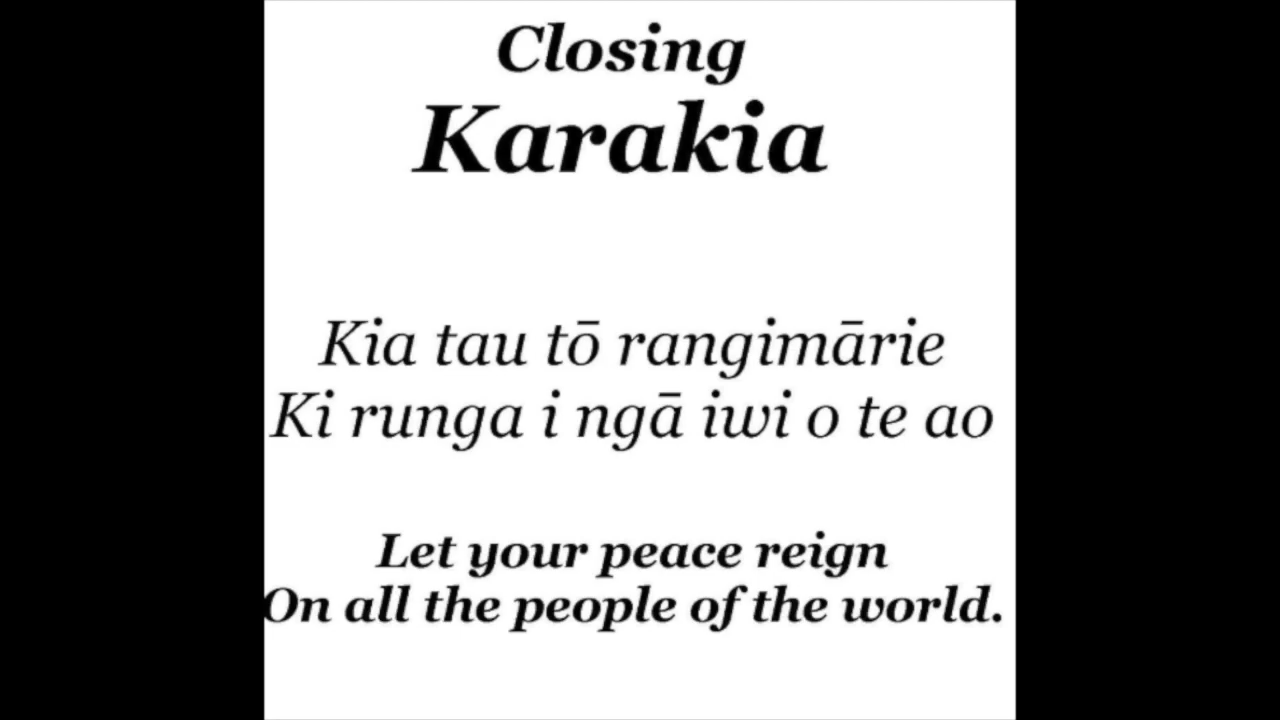 Closing
Karakia
Kia tau tō rangimārie
Ki runga i ngā iwi o te ao
Let your peace reign
On all the people of the world.